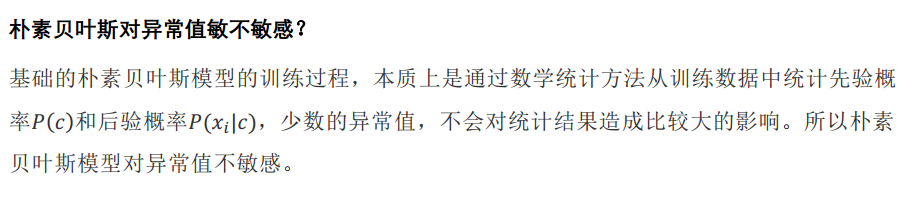 朴素贝叶斯对异常值敏不敏感？
基础的朴素贝叶斯模型的训练过程，本质上是通过数学统计方法从训练数据中统计先验概
率P(c)和后验概率P(xᵢ|c)，少数的异常值，不会对统计结果造成比较大的影响。所以朴素
贝叶斯模型对异常值不敏感。